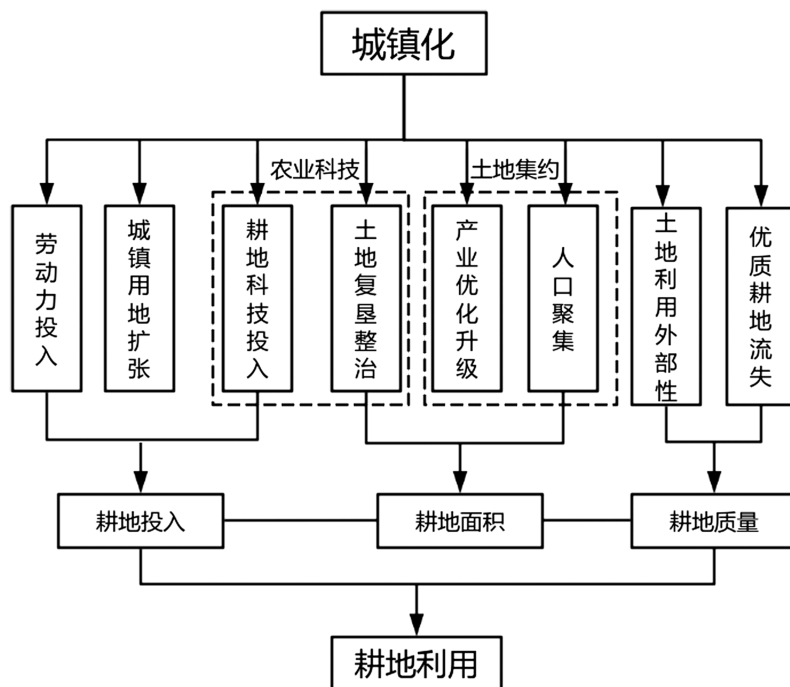 城镇化
农业科技
土地集约
劳动力投入
城镇用地扩张
耕地科技投入
土地复垦整治
产业优化升级
人口聚集
土地利用外部性
优质耕地流失
耕地投入
耕地面积
耕地质量
耕地利用